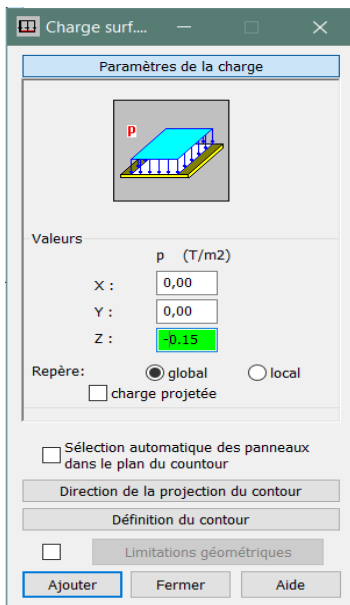 Charge surf....
Paramètres de la charge
p
Valeurs
p (T/m2)
X : 0,00
Y : 0,00
Z : -0.15
Repère: global local
charge projetée
Sélection automatique des panneaux
dans le plan du countour
Direction de la projection du contour
Définition du contour
Limitations géométriques
Ajouter Fermer Aide